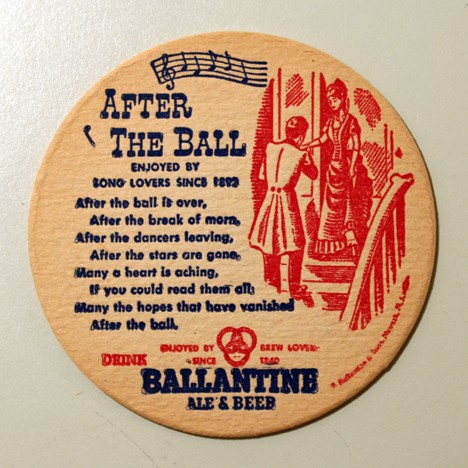 AFTER
THE BALL
ENJOYED BY
SONG LOVERS SINCE 1892
After the ball is over,
After the break of morn,
After the dancers leaving,
After the stars are gone,
Many a heart is aching,
If you could read them all;
Many the hopes that have vanished
After the ball.
ENJOYED BY BREW LOVERS
DRINK SINCE 1840
BALLANTINE
ALE & BEER
P. Ballantine & Sons, Newark, N.J.